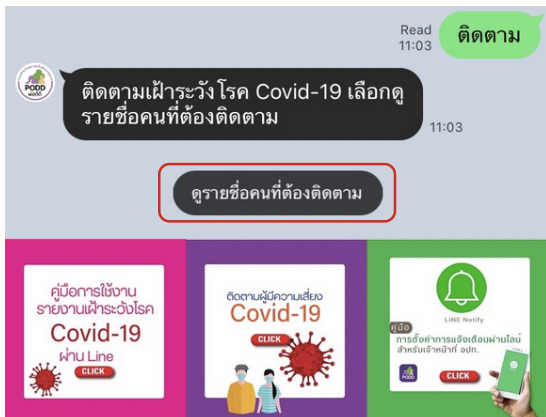 Read
11:03
ติดตาม
PODD
ติดตามเฝ้าระวังโรค Covid-19 เลือกดู
รายชื่อคนที่ต้องติดตาม
11:03
ดูรายชื่อคนที่ต้องติดตาม
คู่มือการใช้งาน
รายงานเฝ้าระวังโรค
Covid-19
ผ่าน Line
CLICK
ติดตามผู้มีความเสี่ยง
Covid-19
CLICK
LINE Notify
คู่มือ
การตั้งค่าการแจ้งเตือนผ่านไลน์
สำหรับเจ้าหน้าที่ อปท.
PODD
CLICK